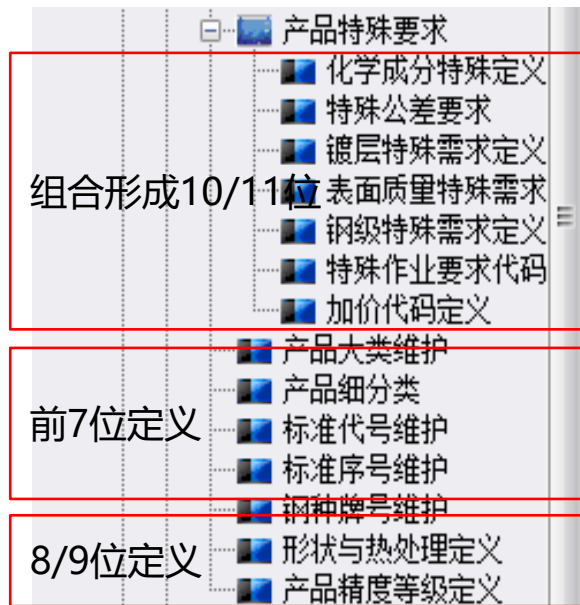 产品特殊要求
化学成分特殊定义
特殊公差要求
镀层特殊需求定义
组合形成10/11位
表面质量特殊需求
钢级特殊需求定义
特殊作业要求代码
加价代码定义
产品大类维护
产品细分类
前7位定义
标准代号维护
标准序号维护
钢种牌号维护
形状与热处理定义
8/9位定义
产品精度等级定义